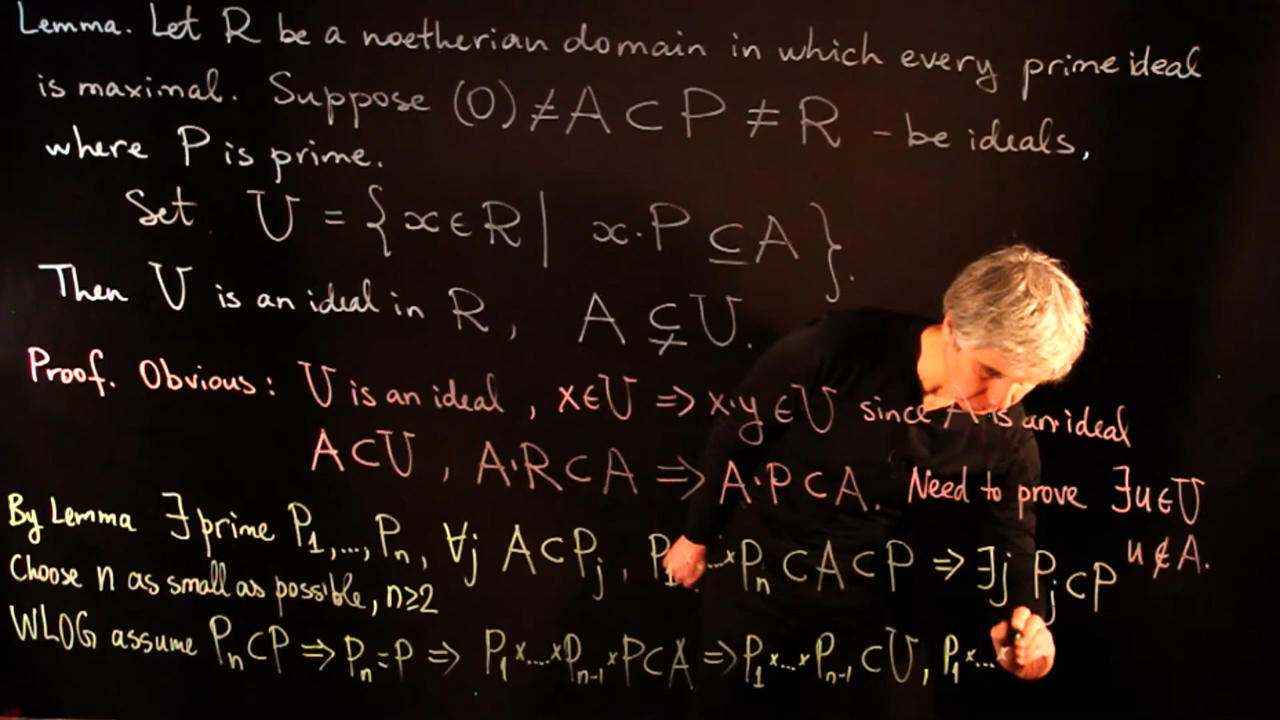 Lemma. Let R be a noetherian domain in which every prime ideal
is maximal. Suppose (0) ≠ A ⊂ P ≠ R - be ideals,
where P is prime.
Set U = {x ∈ R | x·P ⊆ A}.
Then U is an ideal in R, A ⊊ U.
Proof. Obvious: U is an ideal, x∈U ⇒ x·y ∈ U since A is an ideal
A⊂U, A·R⊂A ⇒ A·P⊂A. Need to prove ∃u∈U
u∉A.
By Lemma ∃ prime P₁,...,Pₙ, ∀j A⊂Pⱼ, P₁...×Pₙ⊂A⊂P ⇒ ∃j Pⱼ⊂P
Choose n as small as possible, n≥2
WLOG assume Pₙ⊂P ⇒ Pₙ=P ⇒ P₁×...×Pₙ₋₁×P⊂A ⇒ P₁×...×Pₙ₋₁⊂U, P₁×...×